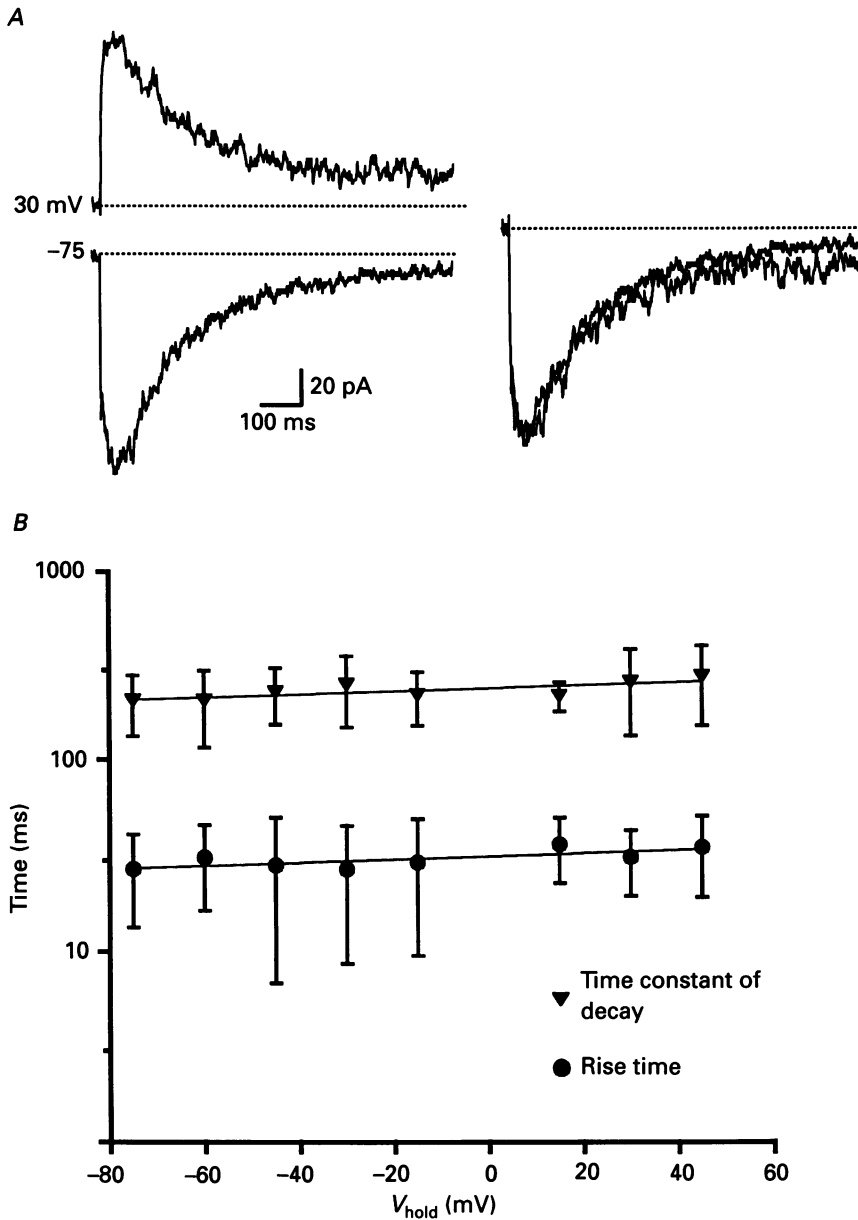 A
30 mV
–75
20 pA
100 ms
B
1000
100
10
Time (ms)
Time constant of
decay
Rise time
–80 –60 –40 –20 0 20 40 60
Vhold (mV)